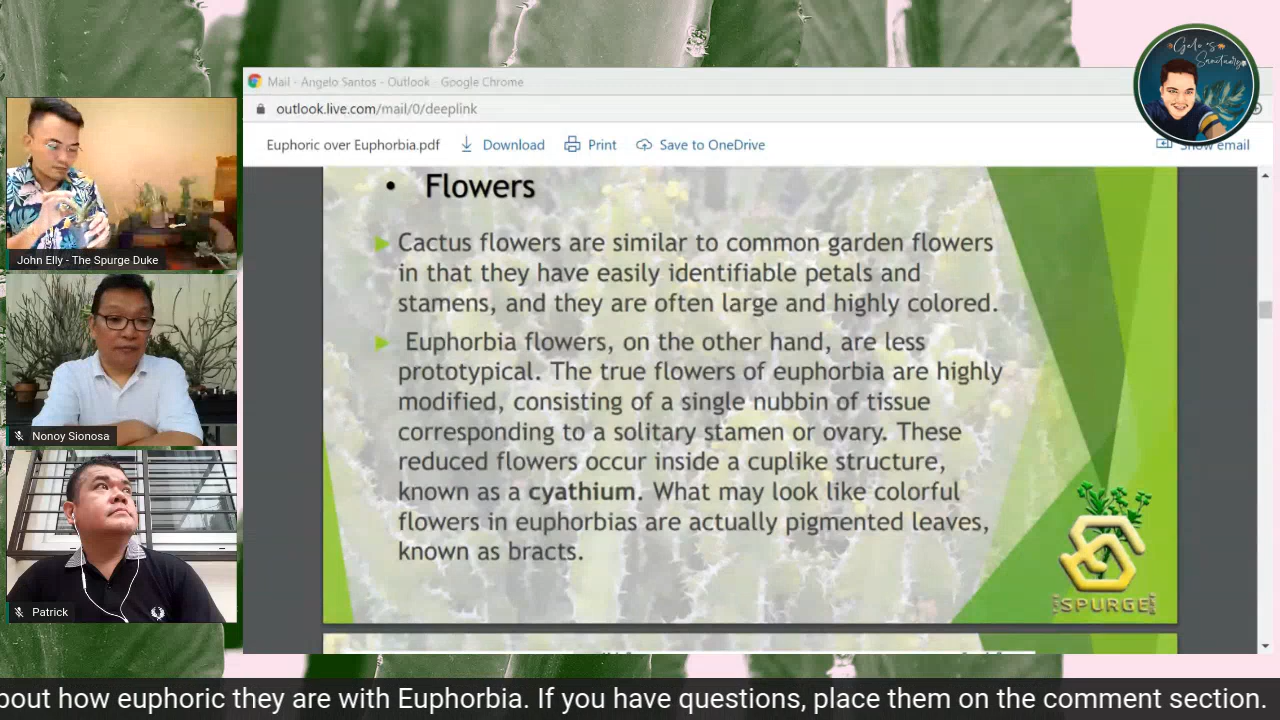 Gelo's
Sanctuary
Mail - Angelo Santos - Outlook - Google Chrome
outlook.live.com/mail/0/deeplink
Euphoric over Euphorbia.pdf Download Print Save to OneDrive Show email
• Flowers
Cactus flowers are similar to common garden flowers
in that they have easily identifiable petals and
stamens, and they are often large and highly colored.
Euphorbia flowers, on the other hand, are less
prototypical. The true flowers of euphorbia are highly
modified, consisting of a single nubbin of tissue
corresponding to a solitary stamen or ovary. These
reduced flowers occur inside a cuplike structure,
known as a cyathium. What may look like colorful
flowers in euphorbias are actually pigmented leaves,
known as bracts.
SPURGE
John Elly - The Spurge Duke
Nonoy Sionosa
Patrick
bout how euphoric they are with Euphorbia. If you have questions, place them on the comment section.